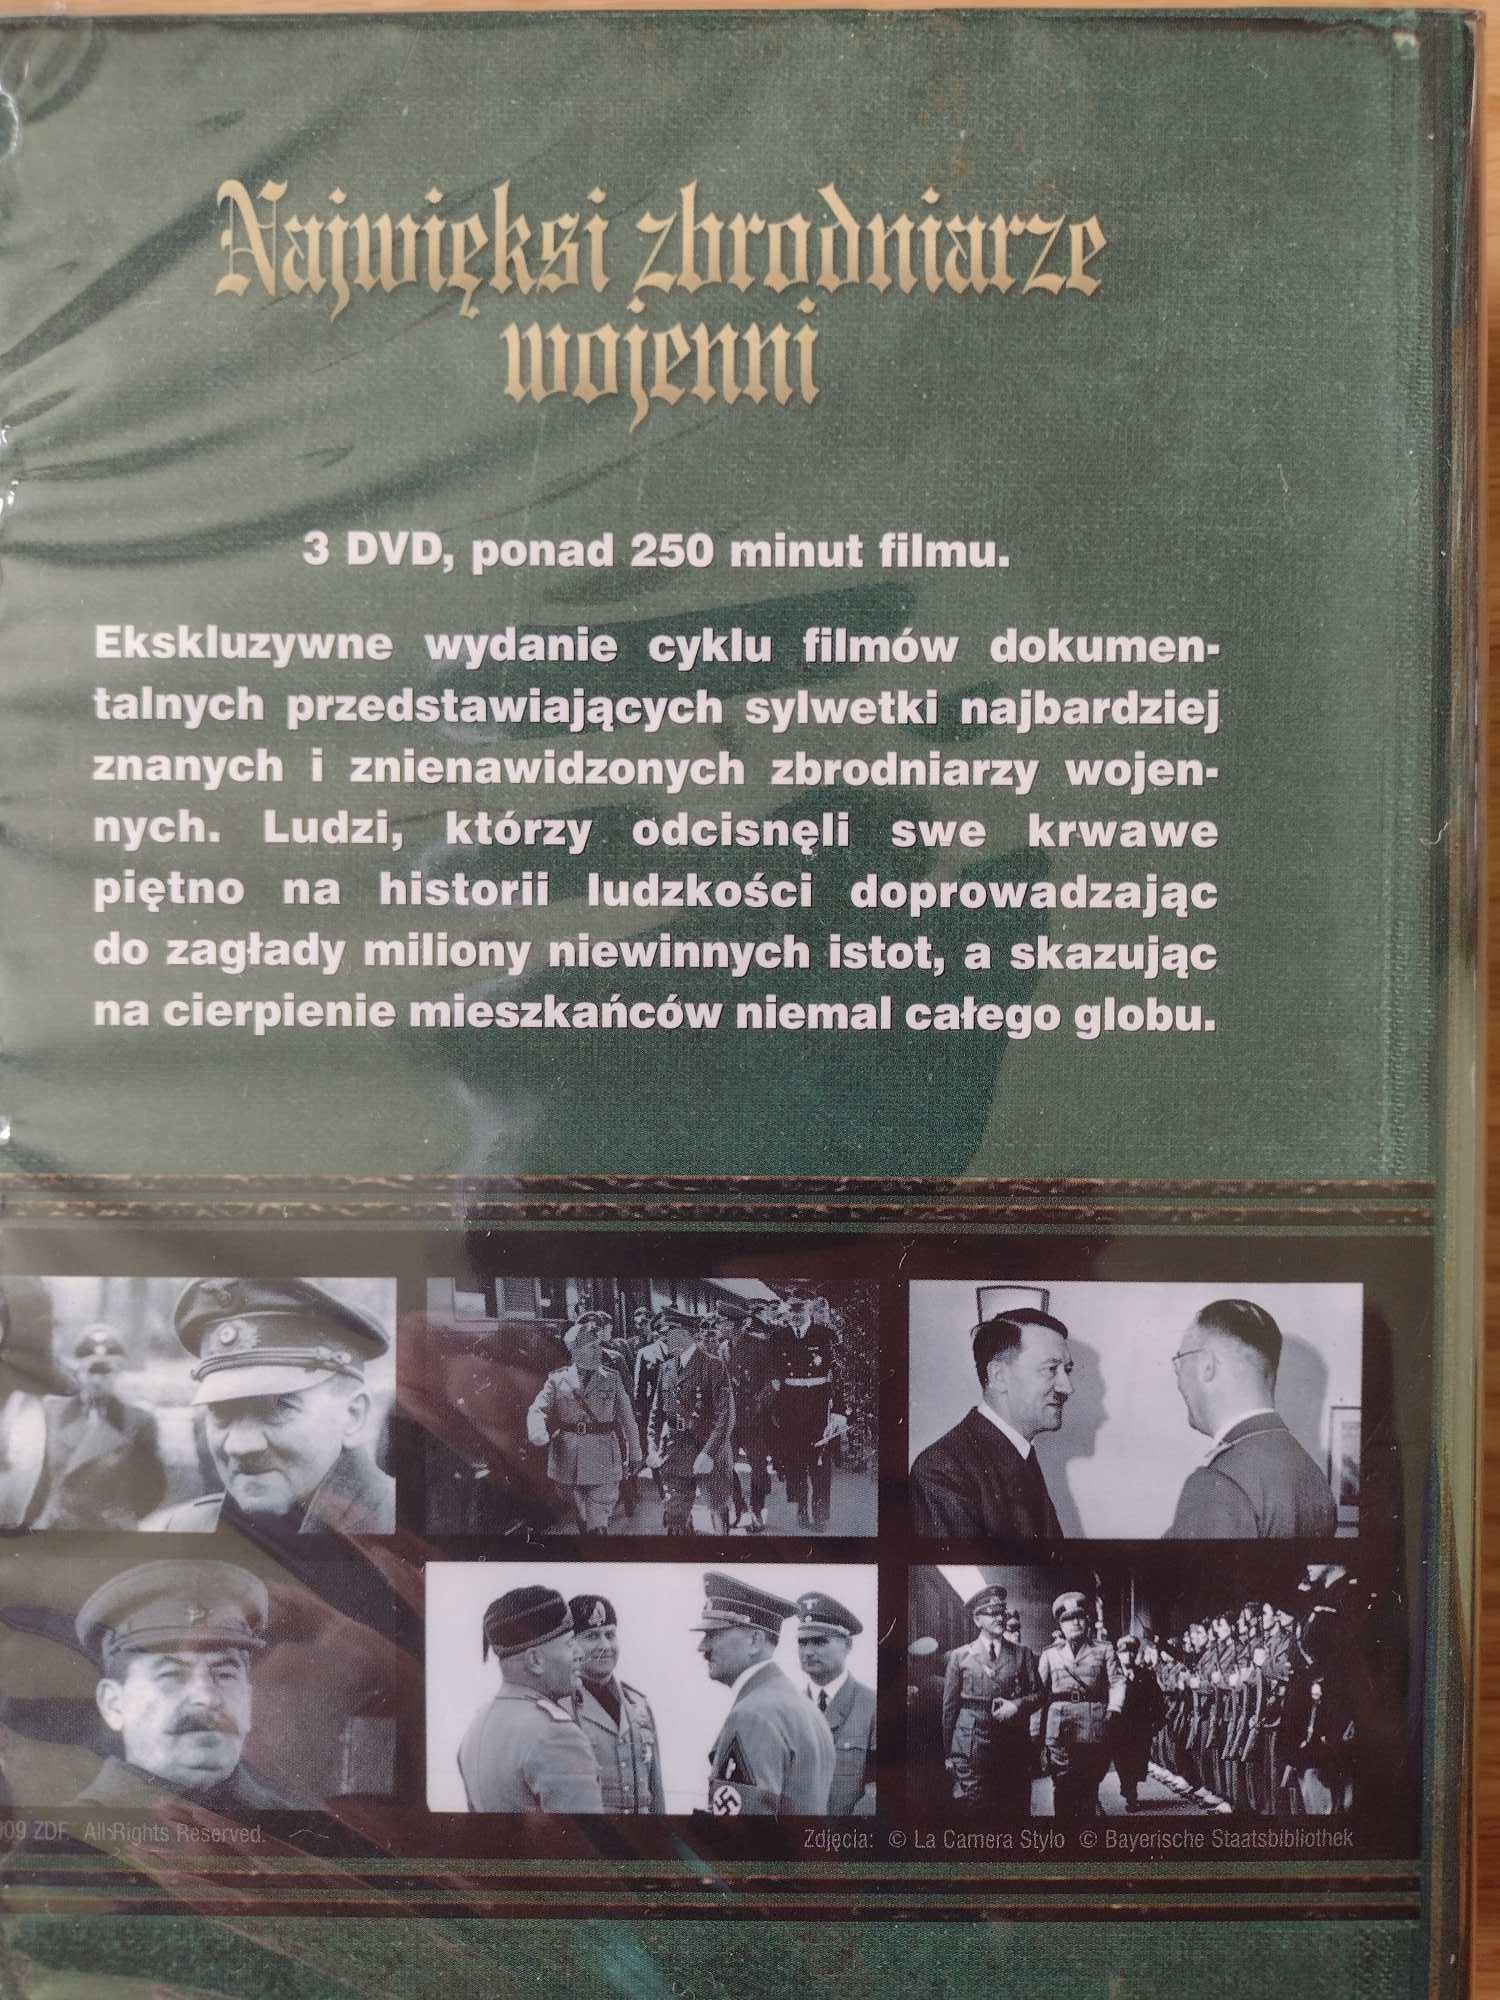 Najwięksi zbrodniarze
wojenni
3 DVD, ponad 250 minut filmu.
Ekskluzywne wydanie cyklu filmów dokumen-
talnych przedstawiających sylwetki najbardziej
znanych i znienawidzonych zbrodniarzy wojen-
nych. Ludzi, którzy odcisnęli swe krwawe
piętno na historii ludzkości doprowadzając
do zagłady miliony niewinnych istot, a skazując
na cierpienie mieszkańców niemal całego globu.
09 ZDF. All Rights Reserved.
Zdjęcia: © La Camera Stylo © Bayerische Staatsbibliothek